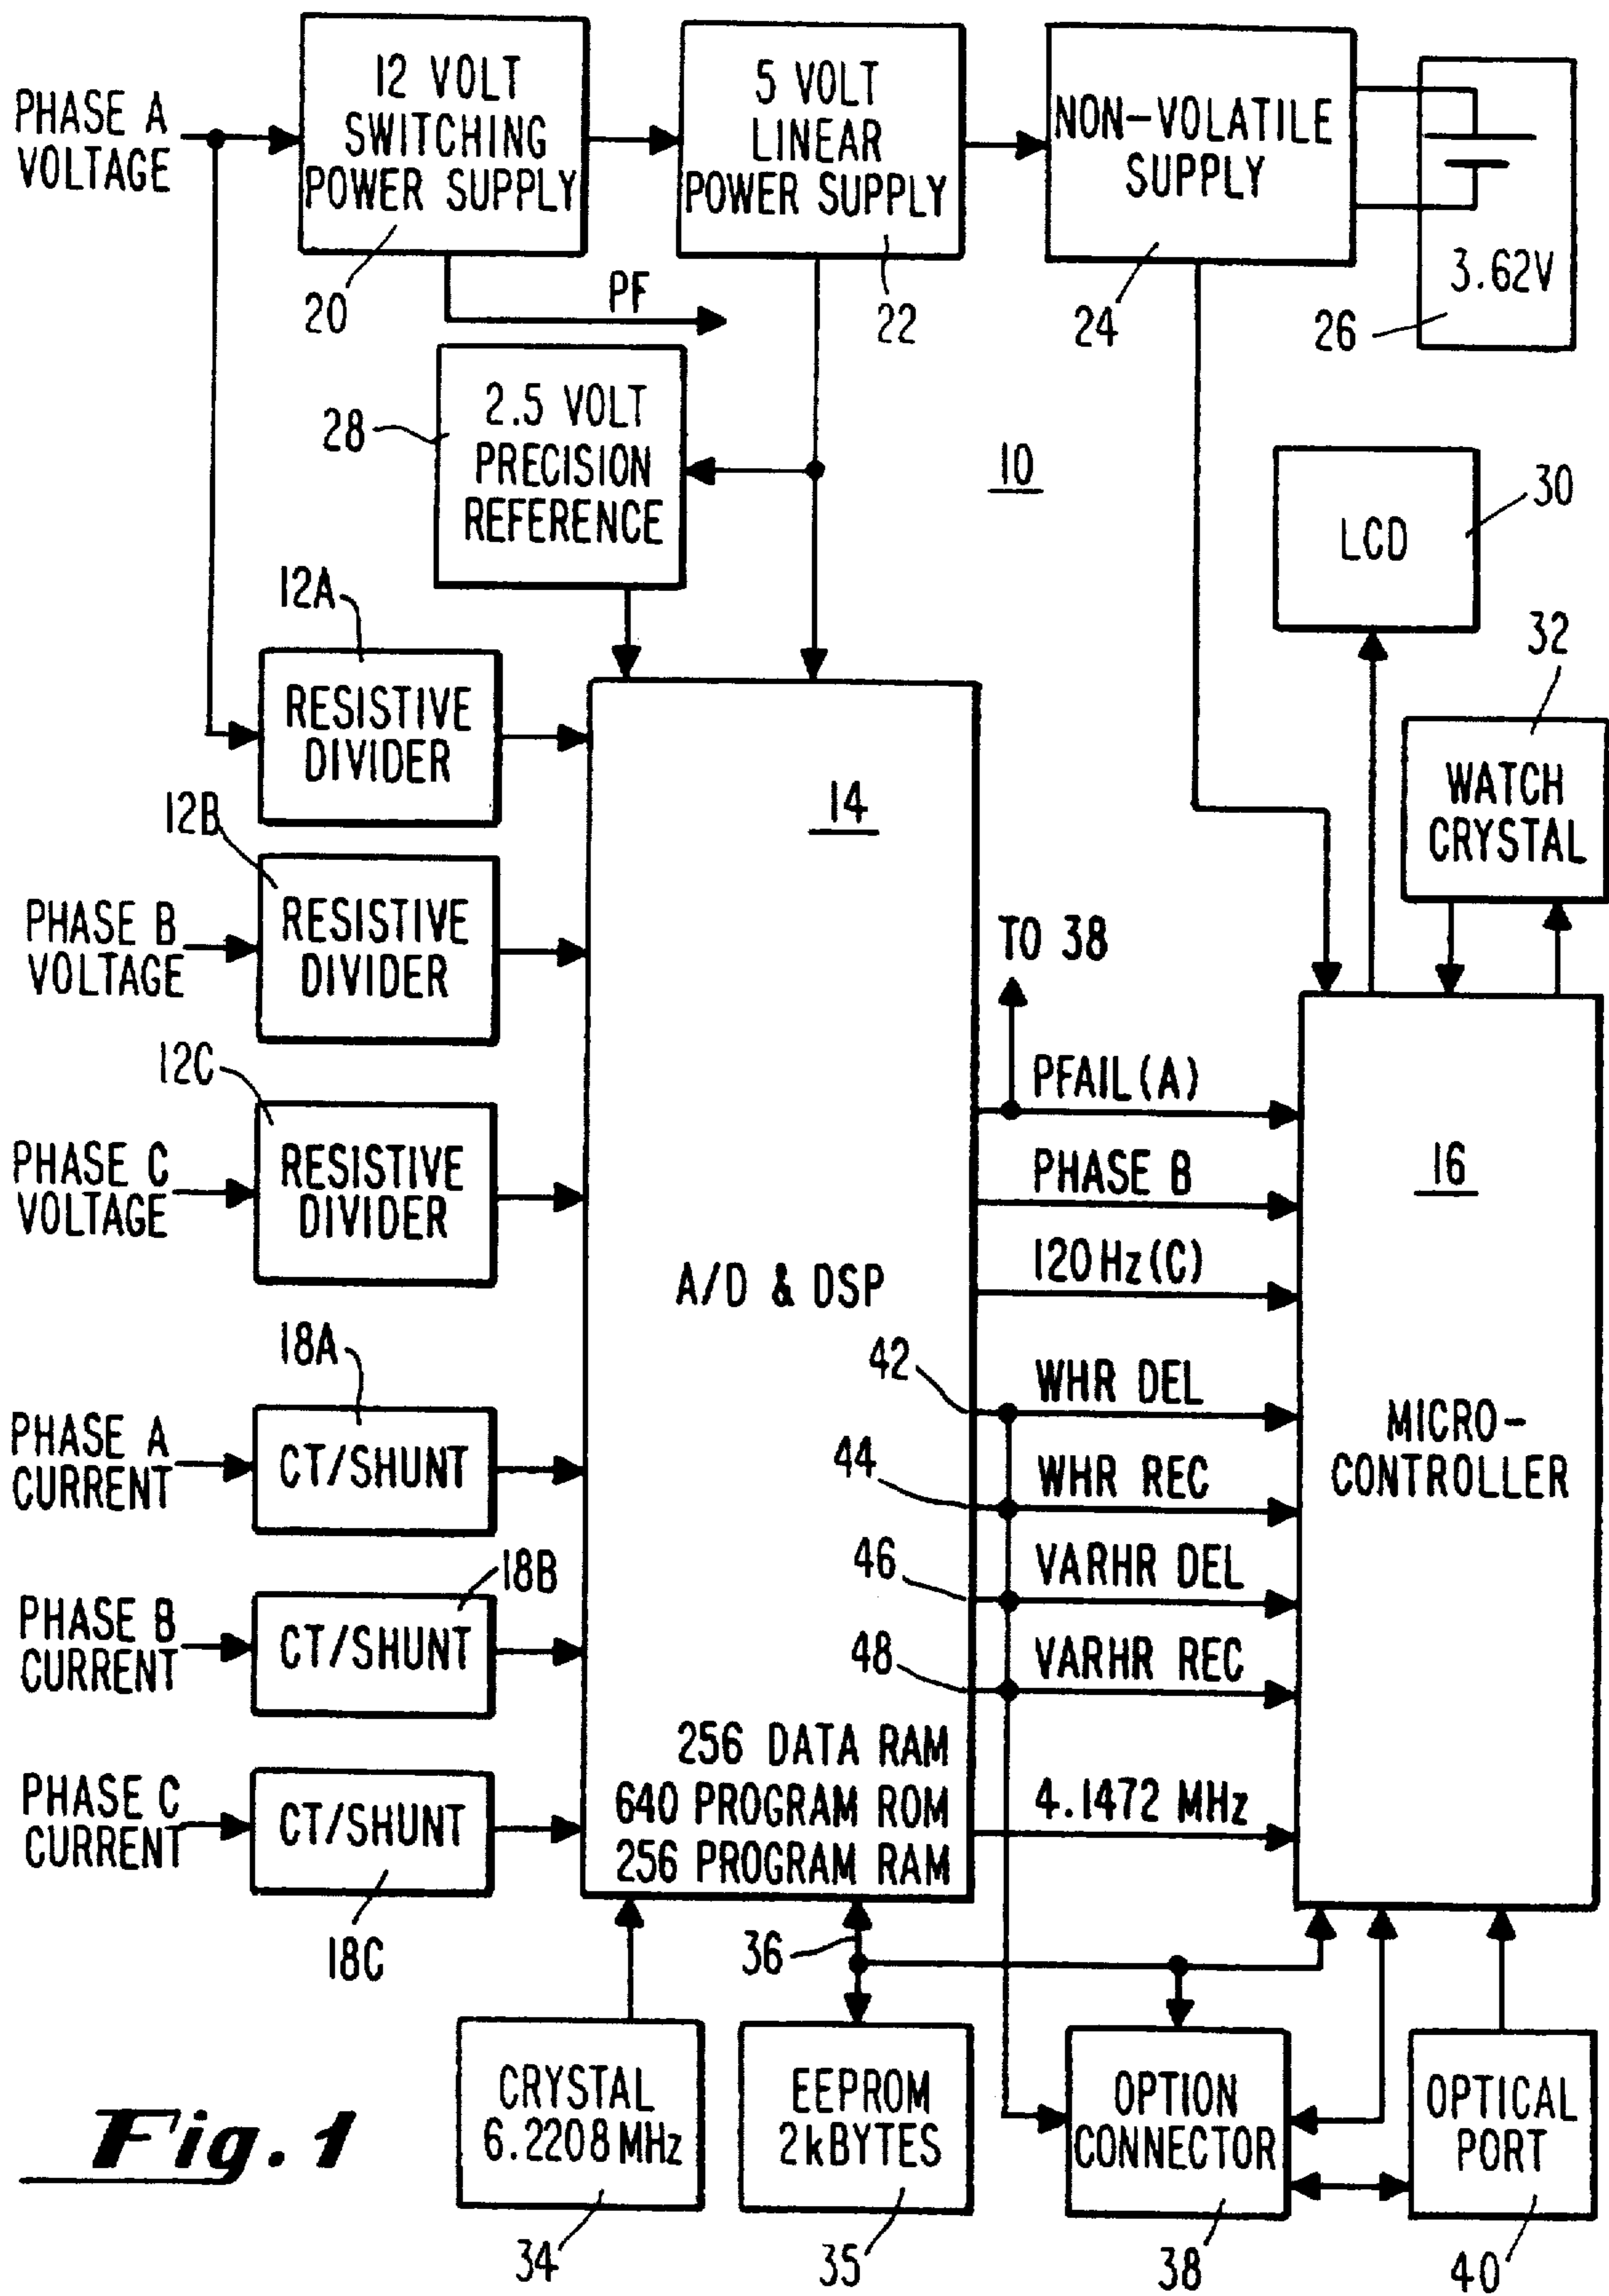 PHASE A
VOLTAGE
12 VOLT
SWITCHING
POWER SUPPLY
20
5 VOLT
LINEAR
POWER SUPPLY
22
NON-VOLATILE
SUPPLY
24
3.62V
26
PF
28
2.5 VOLT
PRECISION
REFERENCE
10
LCD
30
32
WATCH
CRYSTAL
12A
RESISTIVE
DIVIDER
12B
PHASE B
VOLTAGE
RESISTIVE
DIVIDER
12C
PHASE C
VOLTAGE
RESISTIVE
DIVIDER
14
A/D & DSP
256 DATA RAM
640 PROGRAM ROM
256 PROGRAM RAM
TO 38
PFAIL(A)
PHASE B
120Hz(C)
42
WHR DEL
44
WHR REC
46
VARHR DEL
48
VARHR REC
4.1472 MHz
16
MICRO-
CONTROLLER
18A
PHASE A
CURRENT
CT/SHUNT
18B
PHASE B
CURRENT
CT/SHUNT
PHASE C
CURRENT
CT/SHUNT
18C
36
CRYSTAL
6.2208MHz
34
EEPROM
2kBYTES
35
OPTION
CONNECTOR
38
OPTICAL
PORT
40
Fig.1